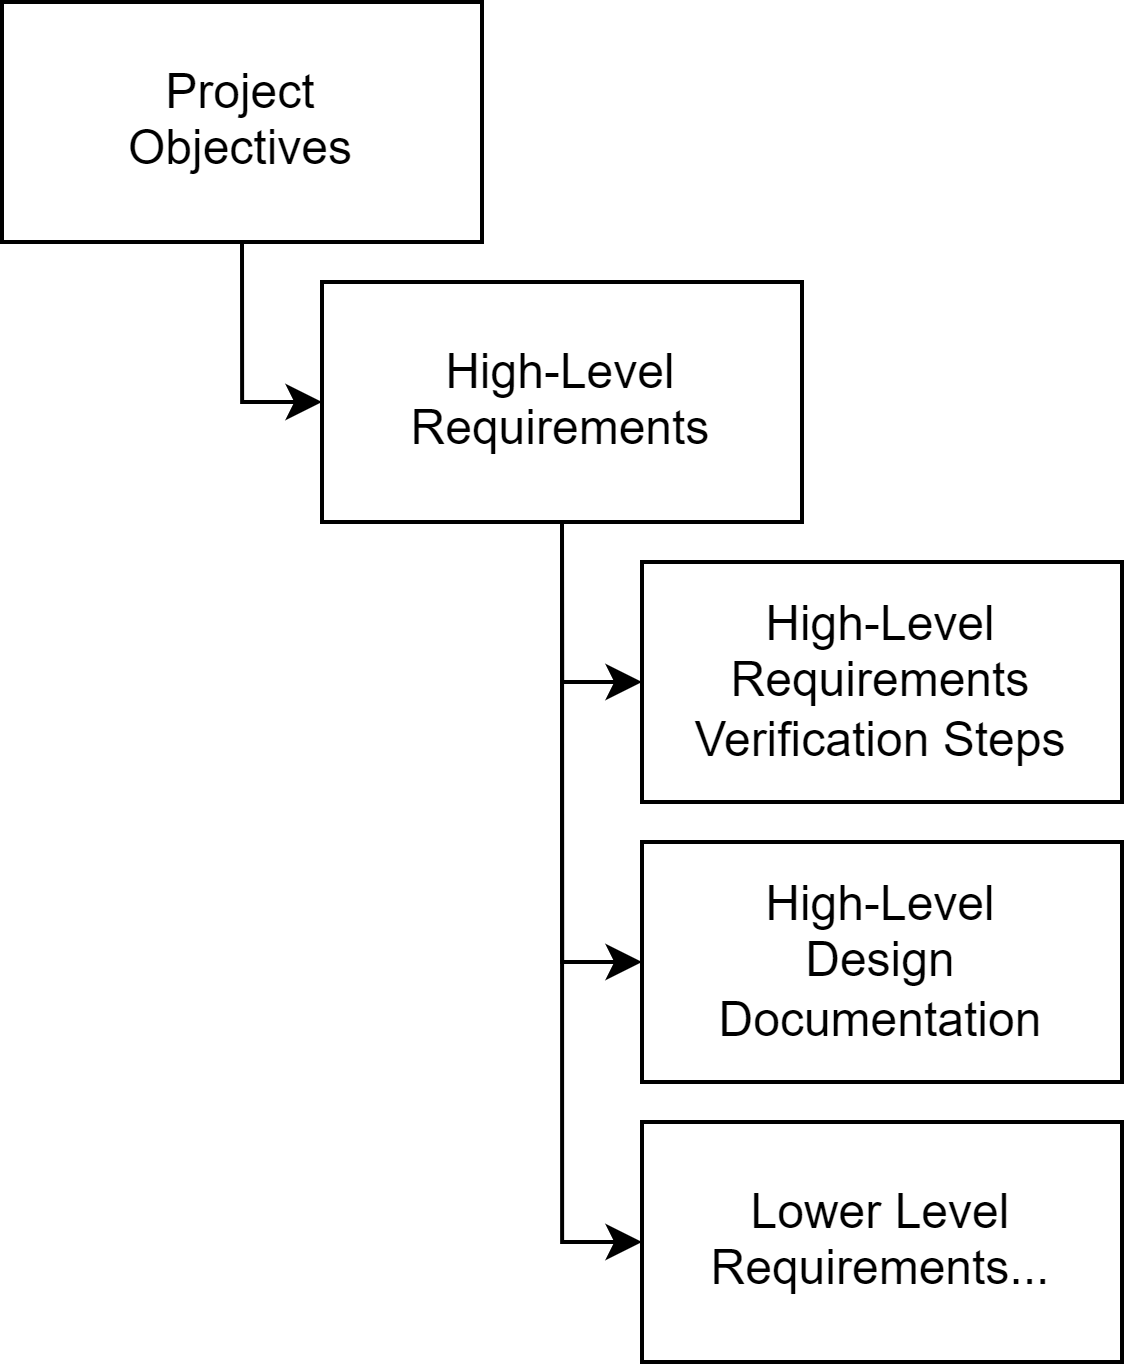 Project
Objectives
High-Level
Requirements
High-Level
Requirements
Verification Steps
High-Level
Design
Documentation
Lower Level
Requirements...